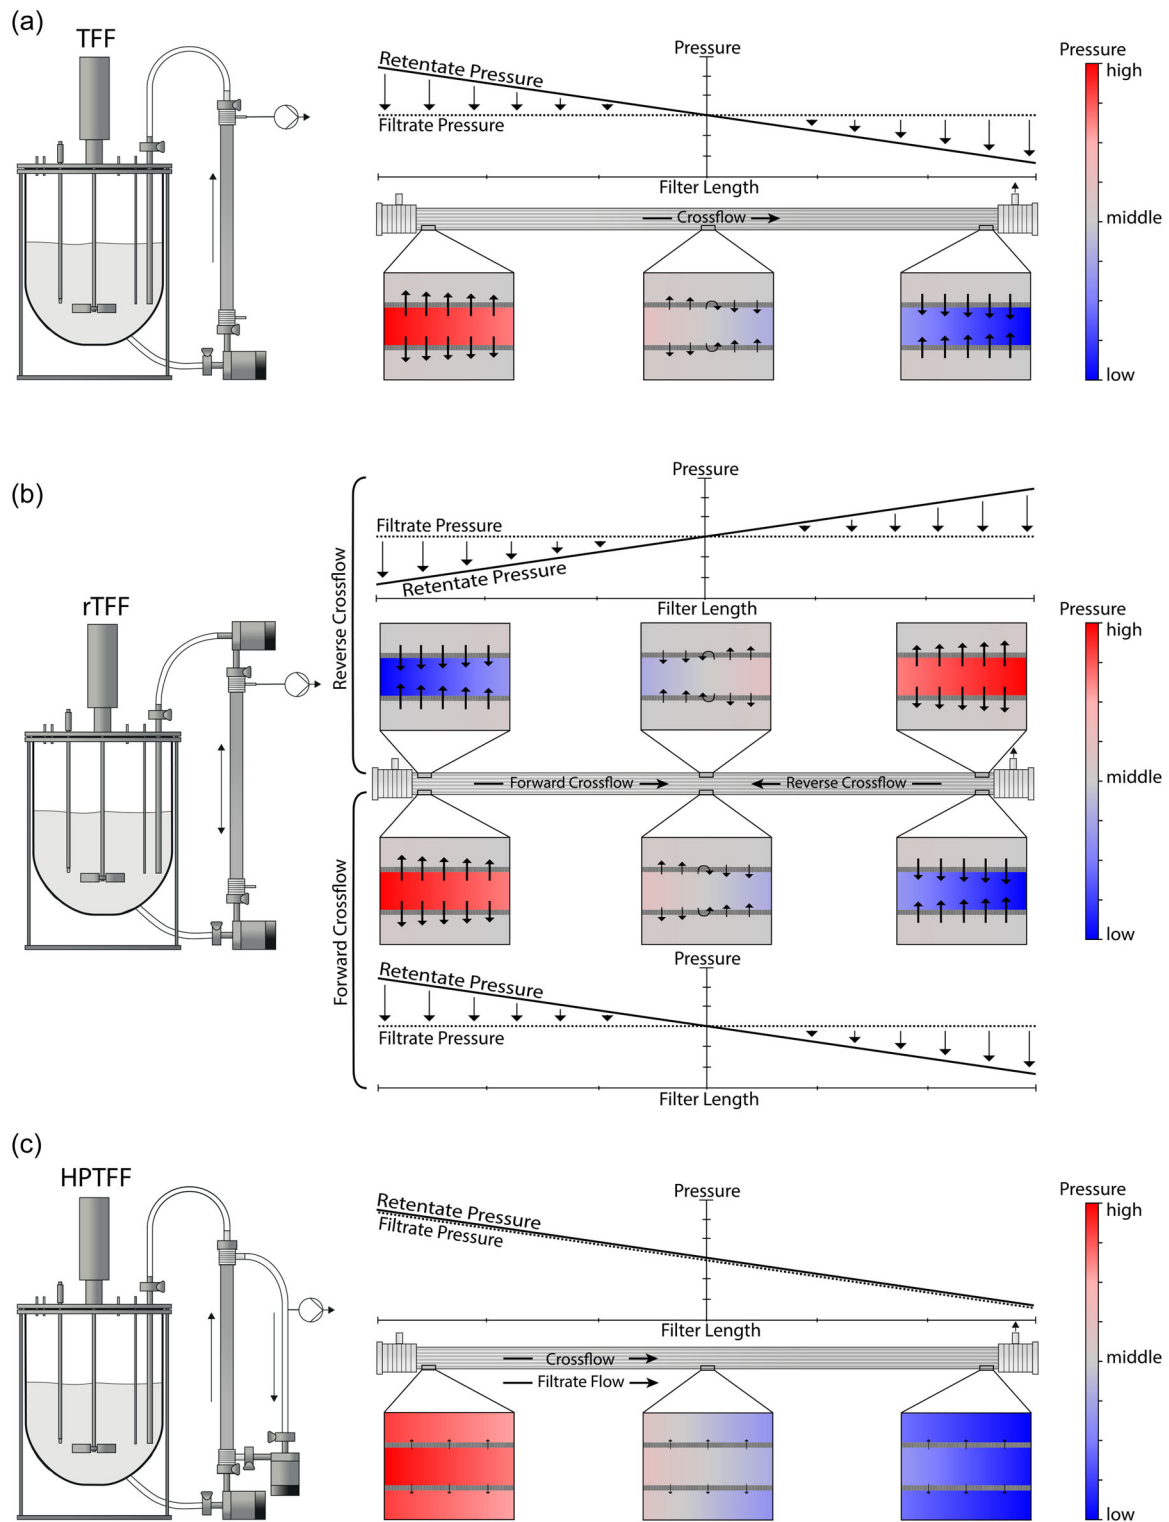 (a)
TFF
Pressure
Retentate Pressure
Filtrate Pressure
Filter Length
Crossflow
Pressure
high
middle
low
(b)
rTFF
Reverse Crossflow
Pressure
Filtrate Pressure
Retentate Pressure
Filter Length
Forward Crossflow
Reverse Crossflow
Forward Crossflow
Pressure
Retentate Pressure
Filtrate Pressure
Filter Length
Pressure
high
middle
low
(c)
HPTFF
Pressure
Retentate Pressure
Filtrate Pressure
Filter Length
Crossflow
Filtrate Flow
Pressure
high
middle
low